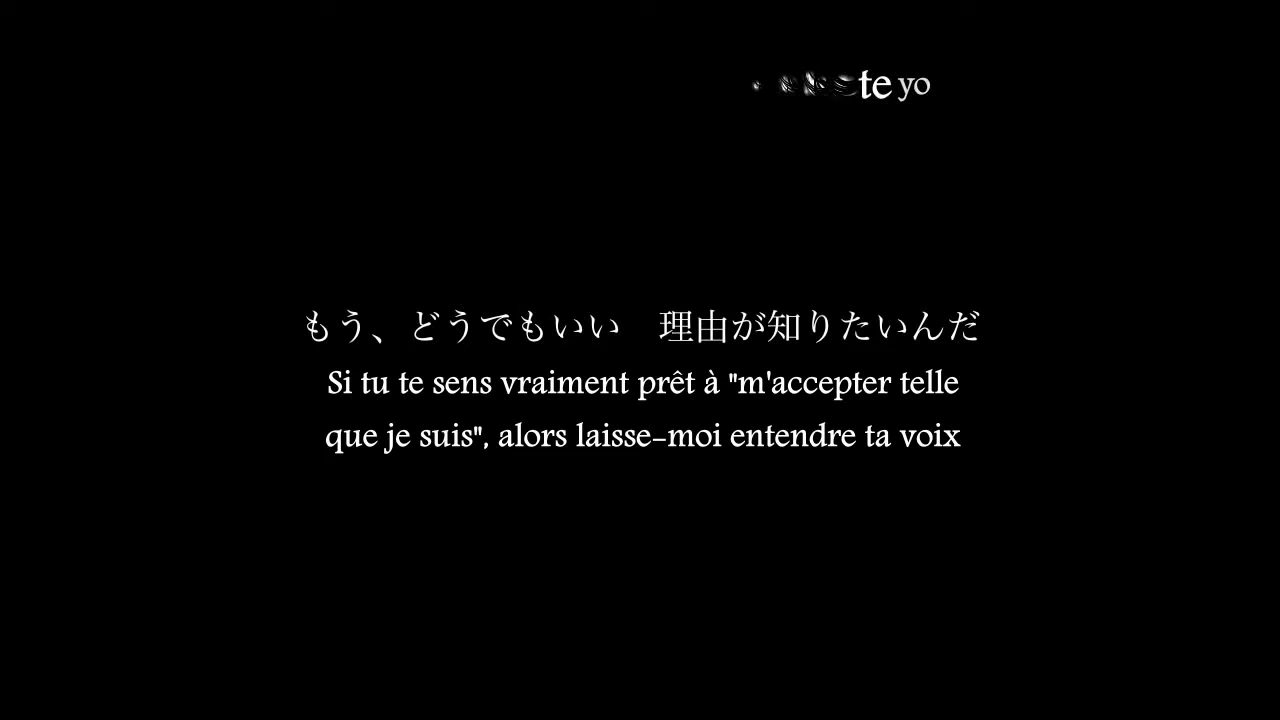 te yo
もう、どうでもいい　理由が知りたいんだ
Si tu te sens vraiment prêt à "m'accepter telle
que je suis", alors laisse-moi entendre ta voix